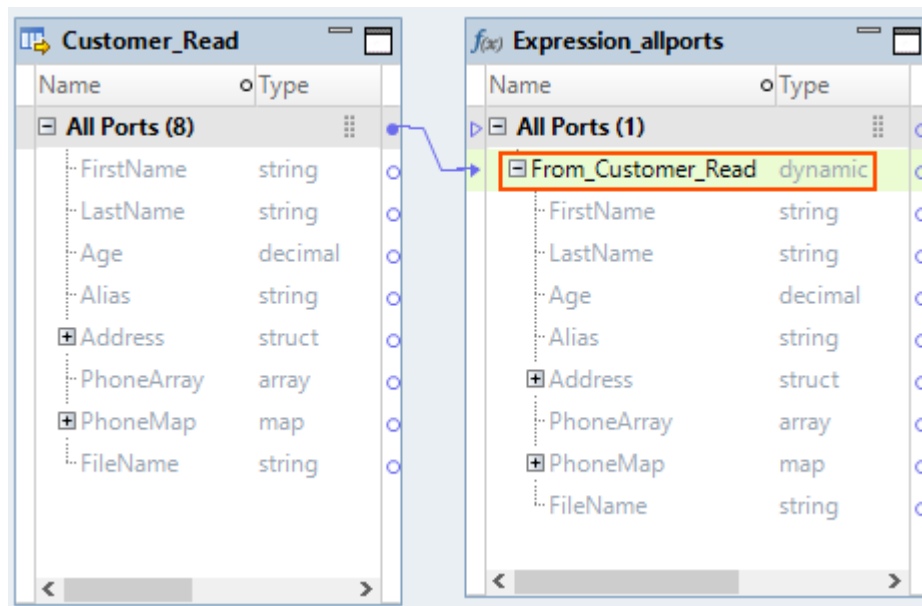 Customer_Read
Name Type
All Ports (8)
FirstName string
LastName string
Age decimal
Alias string
Address struct
PhoneArray array
PhoneMap map
FileName string
f(x) Expression_allports
Name Type
All Ports (1)
From_Customer_Read dynamic
FirstName string
LastName string
Age decimal
Alias string
Address struct
PhoneArray array
PhoneMap map
FileName string